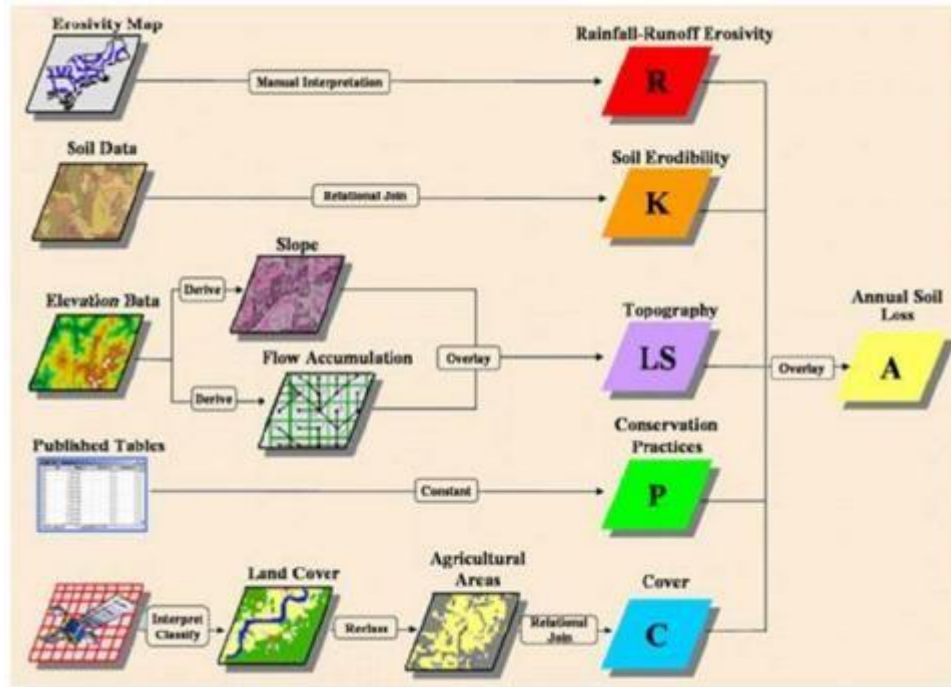 Erosivity Map
Rainfall-Runoff Erosivity
Manual Interpretation
R
Soil Data
Soil Erodibility
Relational Join
K
Slope
Elevation Data
Derive
Topography
Annual Soil
Loss
Flow Accumulation
Overlay
LS
Overlay
A
Derive
Published Tables
Conservation
Practices
Constant
P
Land Cover
Agricultural
Areas
Cover
Interpret
Classify
Reclass
Relational
Join
C